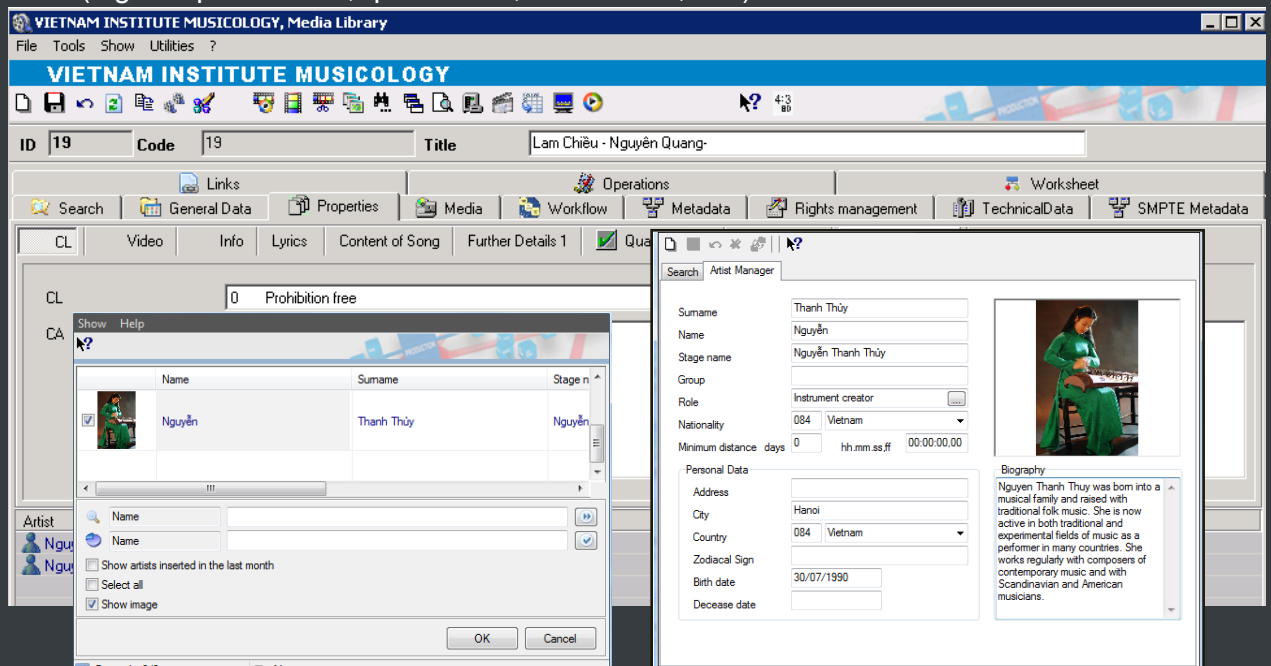 VIETNAM INSTITUTE MUSICOLOGY, Media Library
File Tools Show Utilities ?
VIETNAM INSTITUTE MUSICOLOGY
4:3
PRODUCTION
ID 19 Code 19 Title Lam Chiều - Nguyên Quang-
Links Operations Worksheet
Search General Data Properties Media Workflow Metadata Rights management TechnicalData SMPTE Metadata
CL Video Info Lyrics Content of Song Further Details 1 Qua
CL 0 Prohibition free
CA
Artist
Nguy
Nguy
Show Help
PRODUCTION
Name Surname Stage n
Nguyễn Thanh Thủy Nguyễn
Name
Name
Show artists inserted in the last month
Select all
Show image
OK Cancel
Search Artist Manager
Surname Thanh Thủy
Name Nguyễn
Stage name Nguyễn Thanh Thủy
Group
Role Instrument creator ...
Nationality 084 Vietnam
Minimum distance days 0 hh.mm.ss,ff 00:00:00,00
Personal Data
Address
City Hanoi
Country 084 Vietnam
Zodiacal Sign
Birth date 30/07/1990
Decease date
Biography
Nguyen Thanh Thuy was born into a
musical family and raised with
traditional folk music. She is now
active in both traditional and
experimental fields of music as a
performer in many countries. She
works regularly with composers of
contemporary music and with
Scandinavian and American
musicians.